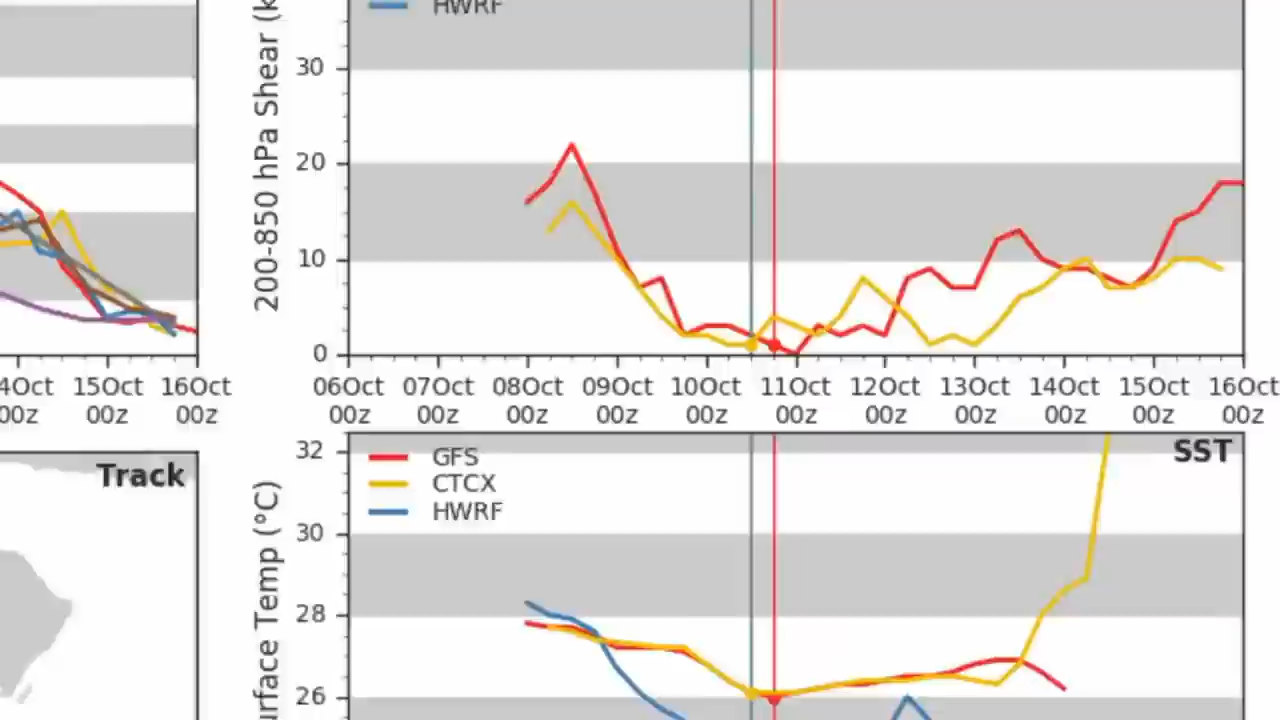 HWRF
200-850 hPa Shear (k
30
20
10
0
4Oct 15Oct 16Oct
00z 00z 00z
06Oct 07Oct 08Oct 09Oct 10Oct 11Oct 12Oct 13Oct 14Oct 15Oct 16Oct
00z 00z 00z 00z 00z 00z 00z 00z 00z 00z 00z
Track
SST
GFS
CTCX
HWRF
urface Temp (°C)
32
30
28
26